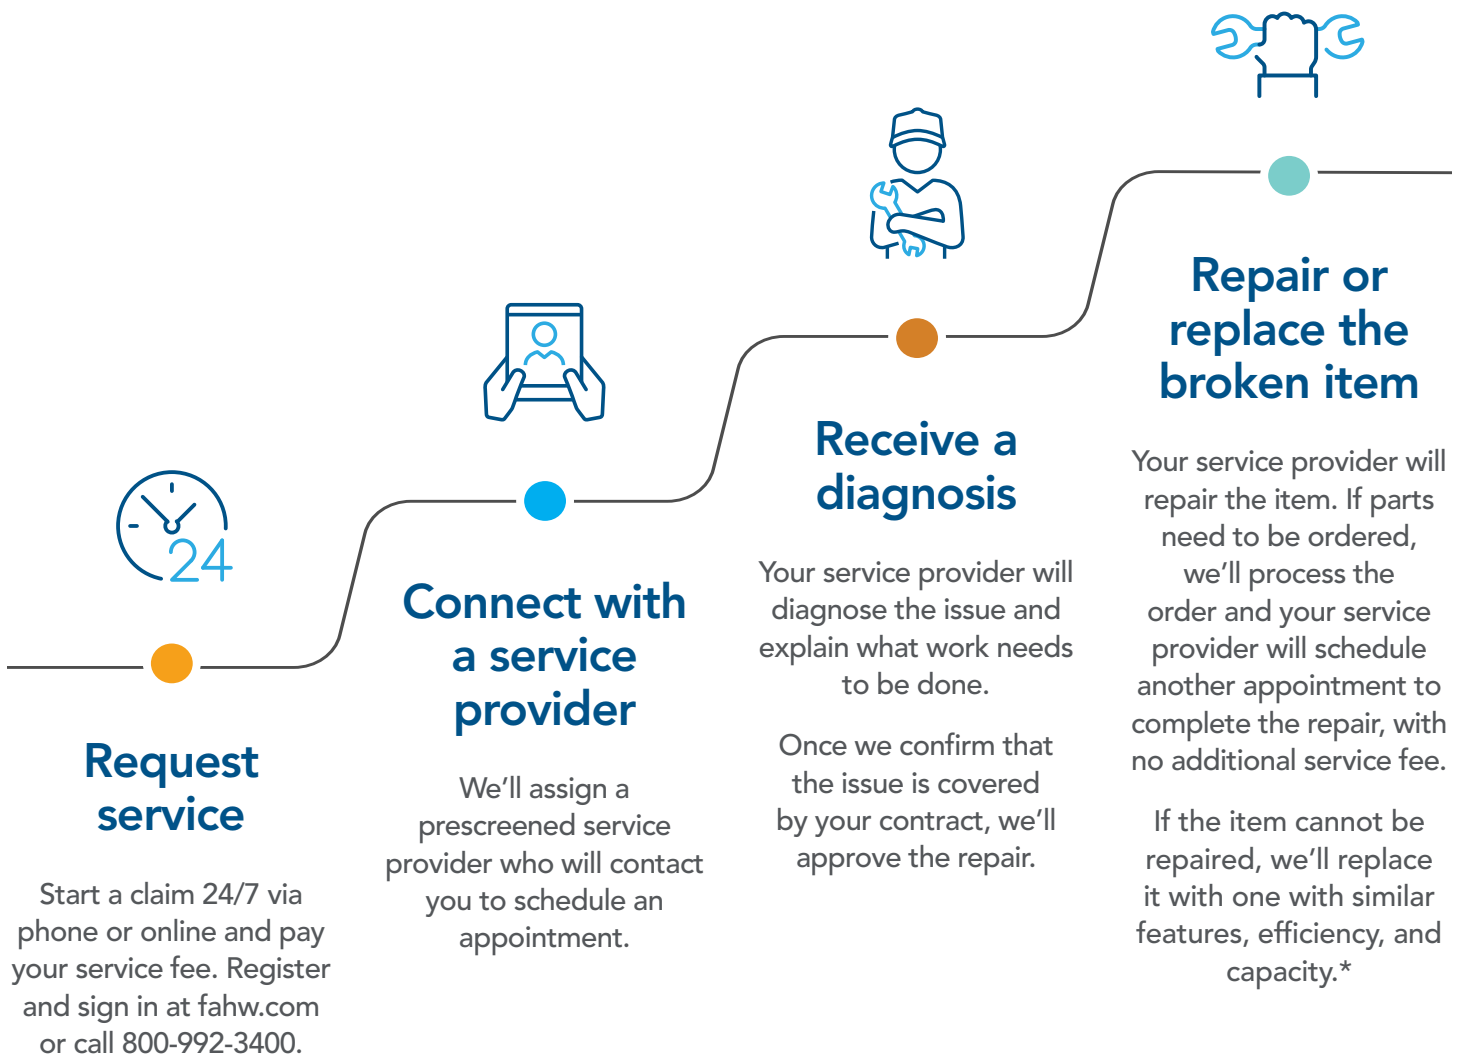 24
Request
service
Start a claim 24/7 via
phone or online and pay
your service fee. Register
and sign in at fahw.com
or call 800-992-3400.
Connect with
a service
provider
We'll assign a
prescreened service
provider who will contact
you to schedule an
appointment.
Receive a
diagnosis
Your service provider will
diagnose the issue and
explain what work needs
to be done.
Once we confirm that
the issue is covered
by your contract, we'll
approve the repair.
Repair or
replace the
broken item
Your service provider will
repair the item. If parts
need to be ordered,
we'll process the
order and your service
provider will schedule
another appointment to
complete the repair, with
no additional service fee.
If the item cannot be
repaired, we'll replace
it with one with similar
features, efficiency, and
capacity.*